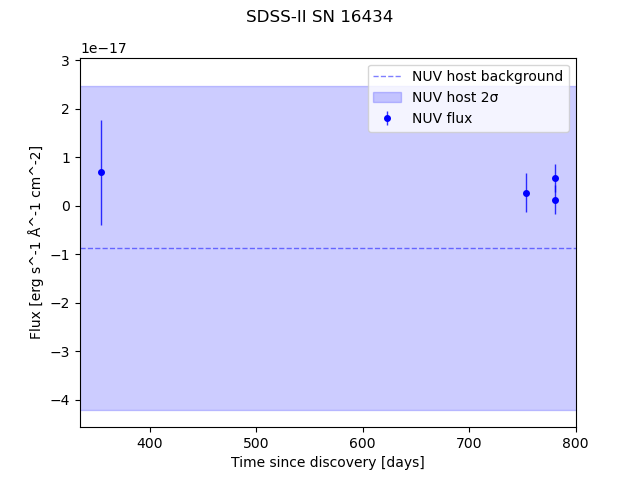 SDSS-II SN 16434
1e−17
NUV host background
NUV host 2σ
NUV flux
3
2
1
0
−1
−2
−3
−4
Flux [erg s^-1 Å^-1 cm^-2]
400 500 600 700 800
Time since discovery [days]